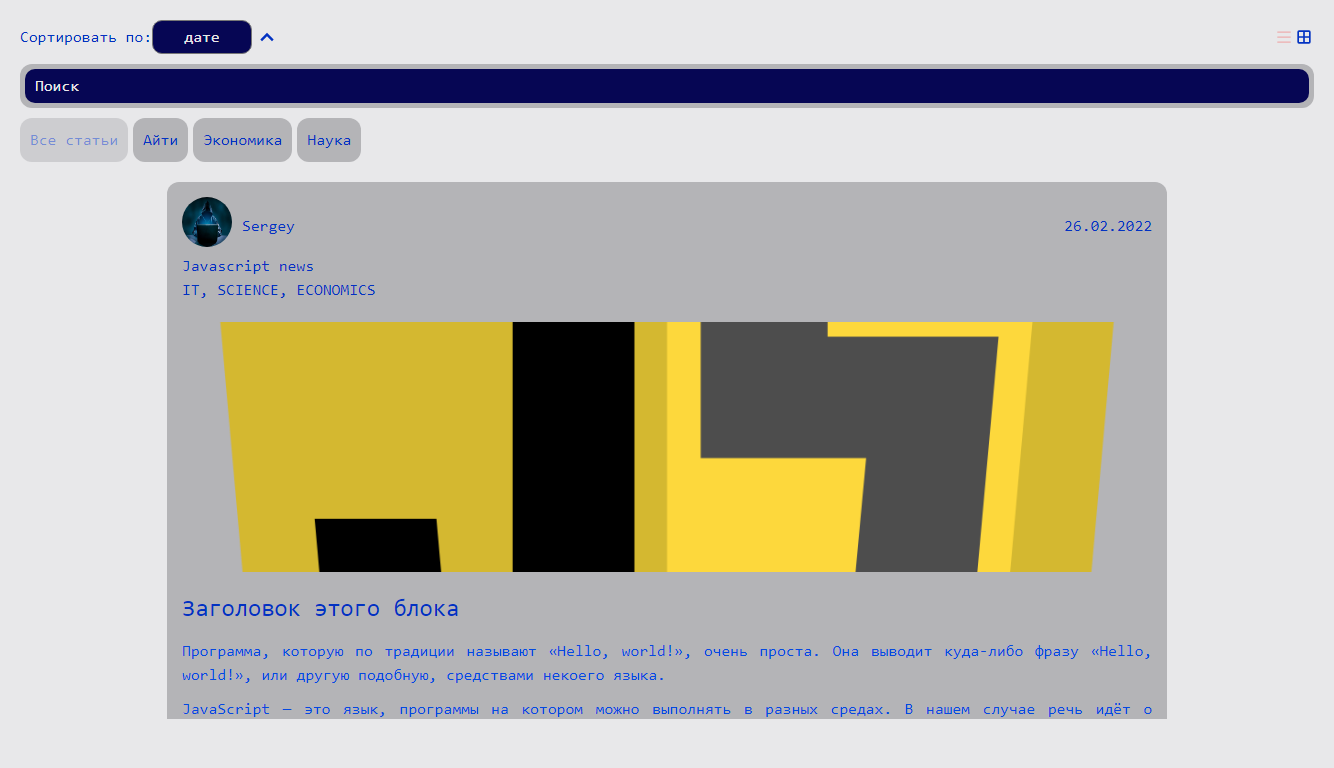 Сортировать по: дате
Поиск
Все статьи Айти Экономика Наука
Sergey 26.02.2022
Javascript news
IT, SCIENCE, ECONOMICS
Заголовок этого блока
Программа, которую по традиции называют «Hello, world!», очень проста. Она выводит куда-либо фразу «Hello,
world!», или другую подобную, средствами некоего языка.
JavaScript — это язык, программы на котором можно выполнять в разных средах. В нашем случае речь идёт о